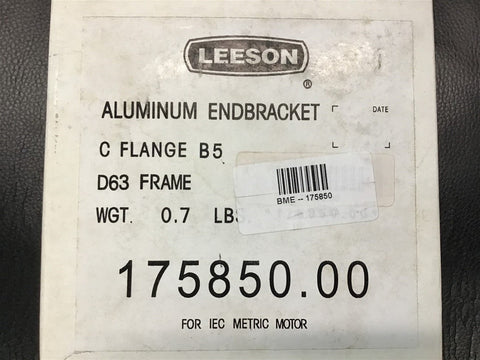 LEESON
®
ALUMINUM ENDBRACKET
DATE
C FLANGE B5
D63 FRAME
BME -- 175850
WGT. 0.7 LBS.
175850.00
FOR IEC METRIC MOTOR